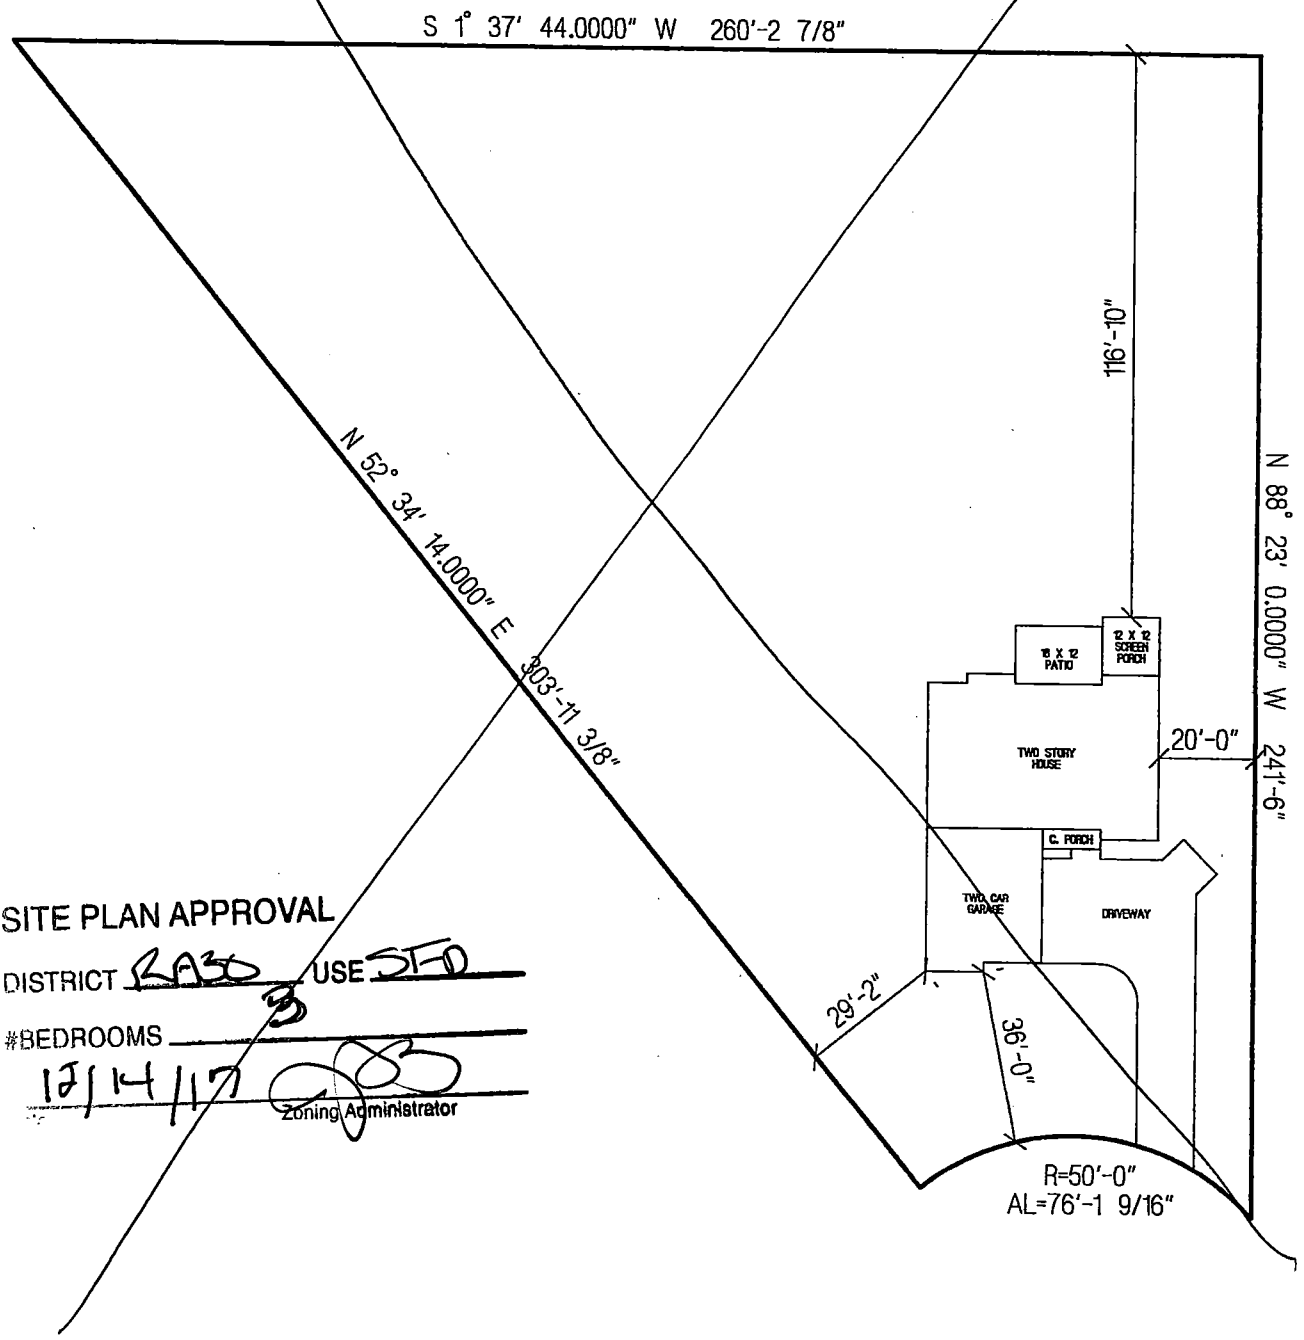 S 1° 37' 44.0000" W 260'-2 7/8"
116'-10"
N 88° 23' 0.0000" W 241'-6"
N 52° 34' 14.0000" E 303'-11 3/8"
12 X 12
SCREEN
PORCH
18 X 12
PATIO
TWO STORY
HOUSE
20'-0"
C. PORCH
TWO CAR
GARAGE
DRIVEWAY
29'-2"
36'-0"
R=50'-0"
AL=76'-1 9/16"
SITE PLAN APPROVAL
DISTRICT RA30 USE SFD
#BEDROOMS 3
12/14/17
Zoning Administrator